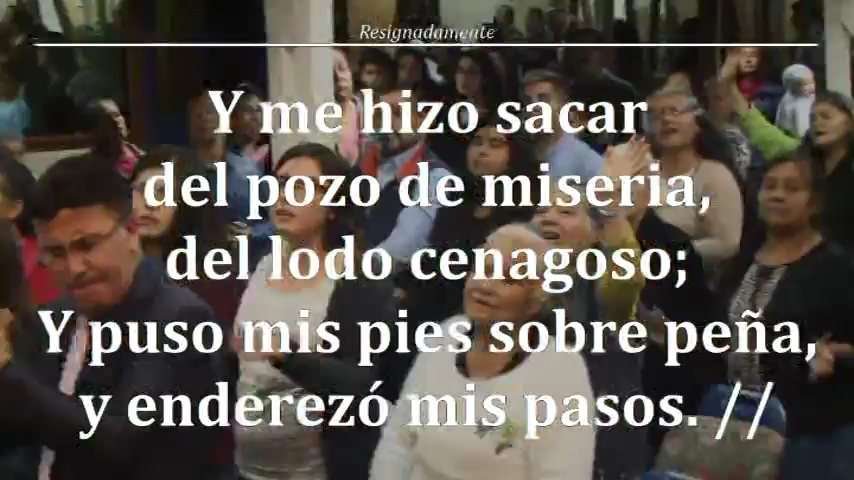 Resignadamente
Y me hizo sacar
del pozo de miseria,
del lodo cenagoso;
Y puso mis pies sobre peña,
y enderezó mis pasos. //